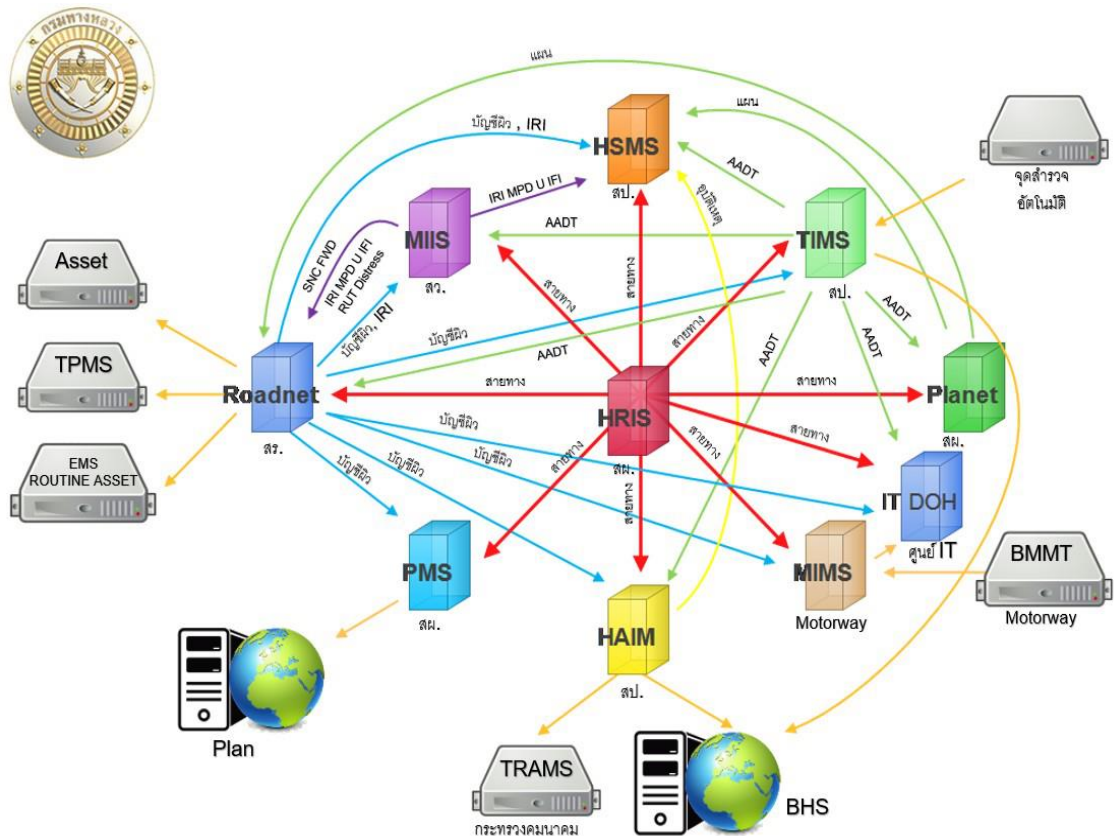 กรมทางหลวง
แผน
แผน
บัญชีผิว , IRI
HSMS
สป.
IRI MPD U IFI
AADT
อุบัติเหตุ
จุดสำรวจ
อัตโนมัติ
MIIS
สว.
AADT
TIMS
สป.
SNC FWD
IRI MPD U IFI
RUT Distress
บัญชีผิว, IRI
สายทาง
สายทาง
สายทาง
Asset
บัญชีผิว
AADT
AADT
AADT
AADT
TPMS
Roadnet
สร.
สายทาง
HRIS
สผ.
สายทาง
Planet
สผ.
EMS
ROUTINE ASSET
บัญชีผิว
บัญชีผิว
บัญชีผิว
บัญชีผิว
สายทาง
สายทาง
สายทาง
สายทาง
IT DOH
ศูนย์ IT
PMS
สผ.
MIMS
Motorway
BMMT
Motorway
HAIM
สป.
Plan
TRAMS
กระทรวงคมนาคม
BHS